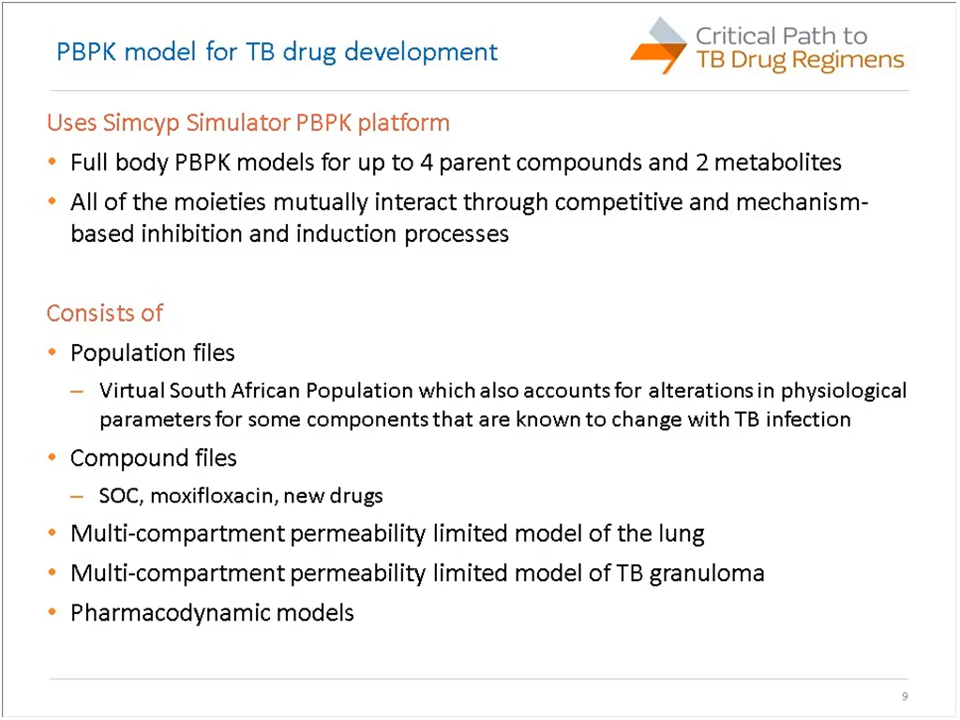 PBPK model for TB drug development
Critical Path to
TB Drug Regimens
Uses Simcyp Simulator PBPK platform
• Full body PBPK models for up to 4 parent compounds and 2 metabolites
• All of the moieties mutually interact through competitive and mechanism-
based inhibition and induction processes
Consists of
• Population files
– Virtual South African Population which also accounts for alterations in physiological
parameters for some components that are known to change with TB infection
• Compound files
– SOC, moxifloxacin, new drugs
• Multi-compartment permeability limited model of the lung
• Multi-compartment permeability limited model of TB granuloma
• Pharmacodynamic models
9